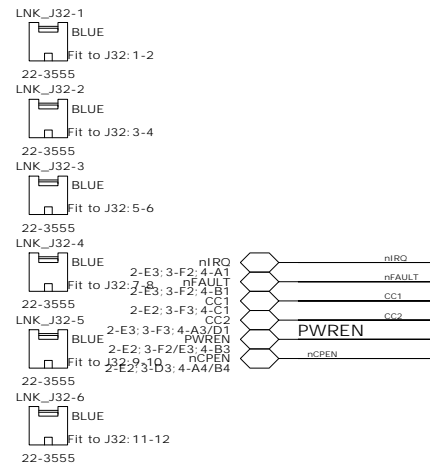 LNK_J32-1
BLUE
Fit to J32:1-2
22-3555
LNK_J32-2
BLUE
Fit to J32:3-4
22-3555
LNK_J32-3
BLUE
Fit to J32:5-6
22-3555
LNK_J32-4
BLUE
Fit to J32:7-8
22-3555
LNK_J32-5
BLUE
Fit to J32:9-10
22-3555
LNK_J32-6
BLUE
Fit to J32:11-12
22-3555
nIRQ
nIRQ
2-E3;3-F2;4-A1
nFAULT
nFAULT
2-E3;3-F2;4-B1
CC1
CC1
2-E2;3-F3;4-C1
CC2
CC2
2-E3;3-F3;4-A3/D1
PWREN
PWREN
2-E2;3-F2/E3;4-B3
nCPEN
nCPEN
2-E2;3-D3;4-A4/B4